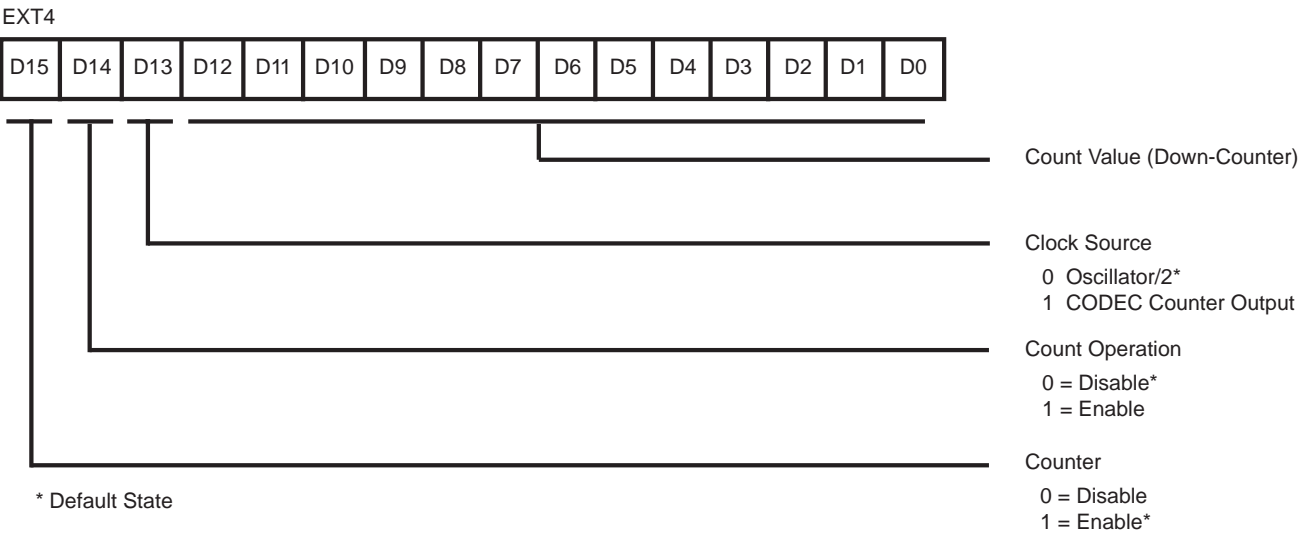 EXT4
D15 D14 D13 D12 D11 D10 D9 D8 D7 D6 D5 D4 D3 D2 D1 D0
Count Value (Down-Counter)
Clock Source
0 Oscillator/2*
1 CODEC Counter Output
Count Operation
0 = Disable*
1 = Enable
Counter
0 = Disable
1 = Enable*
* Default State